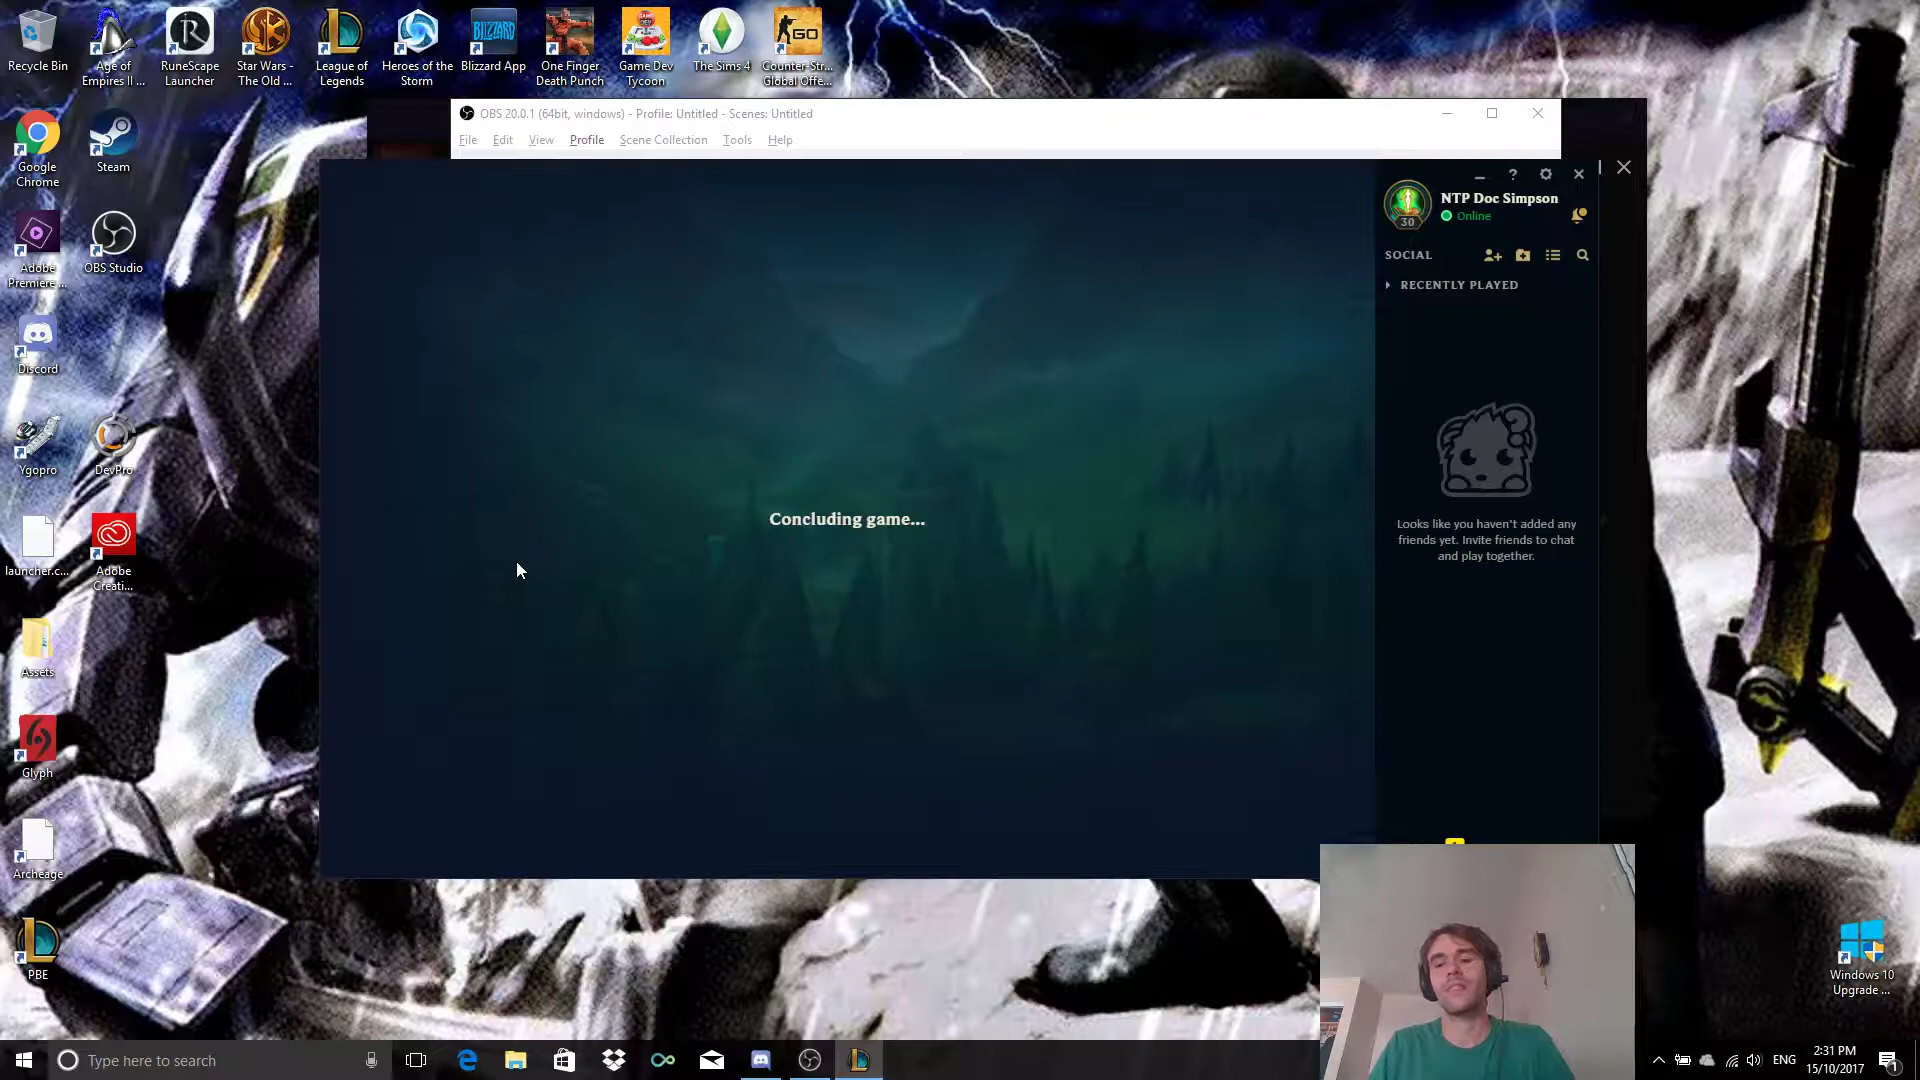 Recycle Bin
Age of
Empires II ...
RuneScape
Launcher
Star Wars -
The Old ...
League of
Legends
Heroes of the
Storm
BLIZZARD
Blizzard App
One Finger
Death Punch
Game Dev
Tycoon
The Sims 4
GO
Counter-Str...
Global Offe...
Google
Chrome
Steam
Adobe
Premiere ...
OBS Studio
Discord
Ygopro
DevPro
launcher.c...
Adobe
Creati...
Assets
Glyph
Archeage
PBE
OBS 20.0.1 (64bit, windows) - Profile: Untitled - Scenes: Untitled
File Edit View Profile Scene Collection Tools Help
NTP Doc Simpson
Online
30
SOCIAL
RECENTLY PLAYED
Concluding game...
Looks like you haven't added any
friends yet. Invite friends to chat
and play together.
Windows 10
Upgrade ...
Type here to search
ENG
2:31 PM
15/10/2017
1